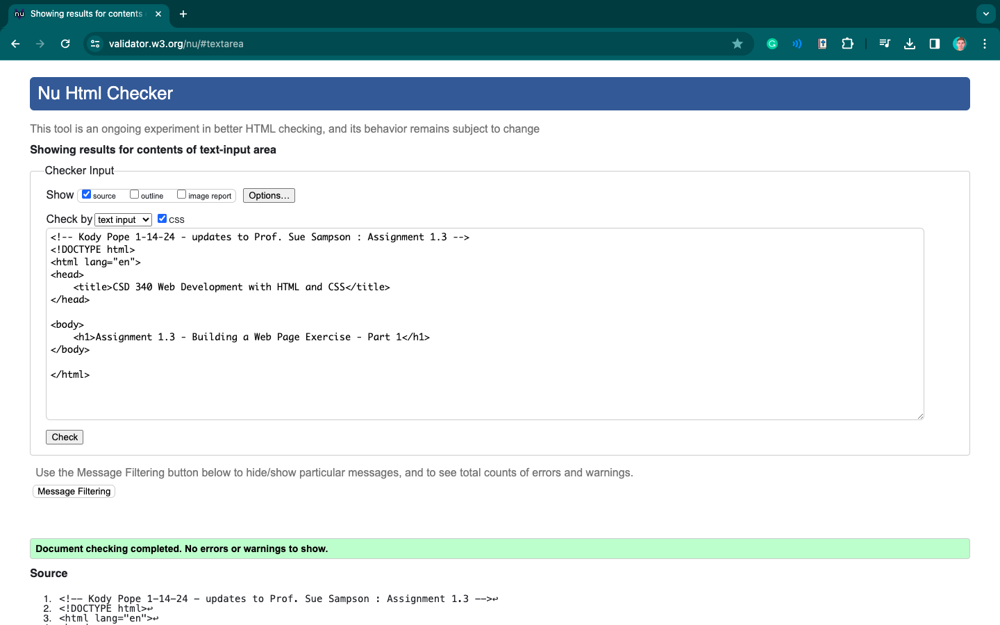 nu Showing results for contents
validator.w3.org/nu/#textarea
Nu Html Checker
This tool is an ongoing experiment in better HTML checking, and its behavior remains subject to change
Showing results for contents of text-input area
Checker Input
Show source outline image report Options...
Check by text input CSS
<!-- Kody Pope 1-14-24 - updates to Prof. Sue Sampson : Assignment 1.3 -->
<!DOCTYPE html>
<html lang="en">
<head>
    <title>CSD 340 Web Development with HTML and CSS</title>
</head>
<body>
    <h1>Assignment 1.3 - Building a Web Page Exercise - Part 1</h1>
</body>
</html>
Check
Use the Message Filtering button below to hide/show particular messages, and to see total counts of errors and warnings.
Message Filtering
Document checking completed. No errors or warnings to show.
Source
1. <!-- Kody Pope 1-14-24 - updates to Prof. Sue Sampson : Assignment 1.3 -->↩
2. <!DOCTYPE html>↩
3. <html lang="en">↩